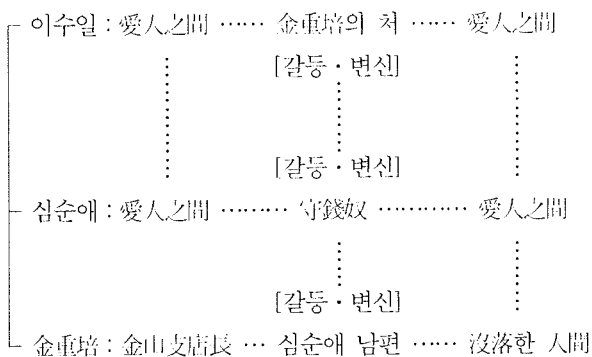 이수일 : 愛人之間 …… 金重培의 처 …… 愛人之間
[갈등 · 변신]
[갈등 · 변신]
심순애 : 愛人之間 ……… 守錢奴 ………… 愛人之間
[갈등 · 변신]
金重培 : 金山支店長 … 심순애 남편 …… 沒落한 人間